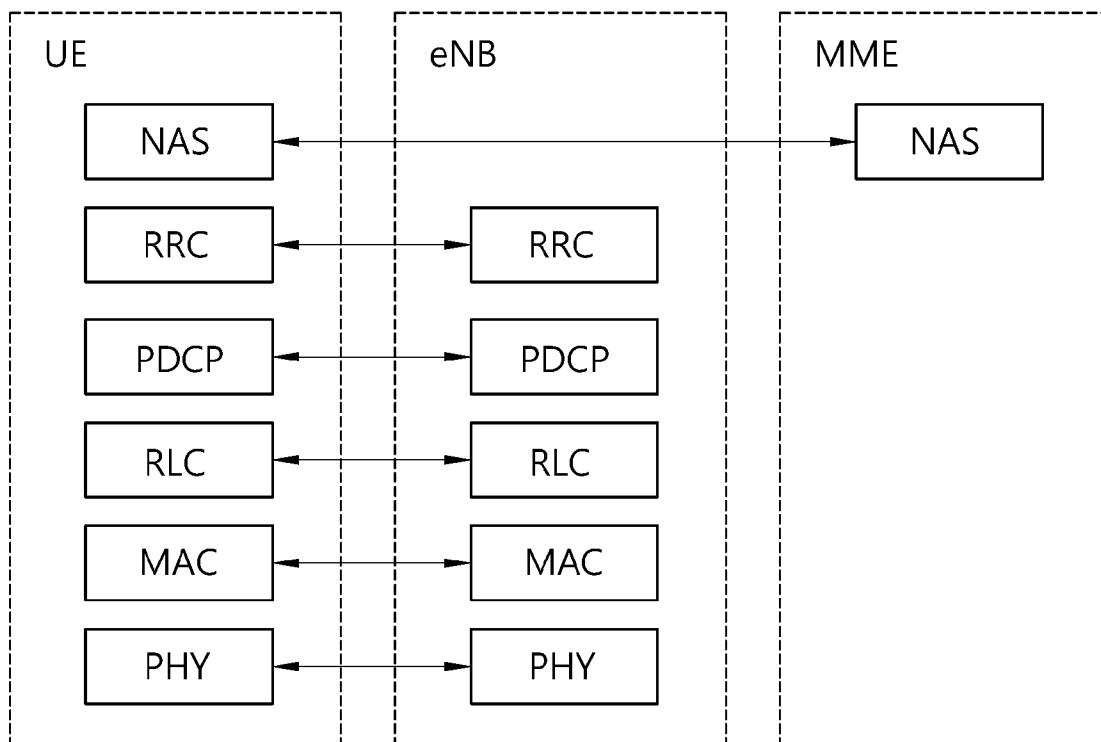 UE eNB MME
NAS NAS
RRC RRC
PDCP PDCP
RLC RLC
MAC MAC
PHY PHY